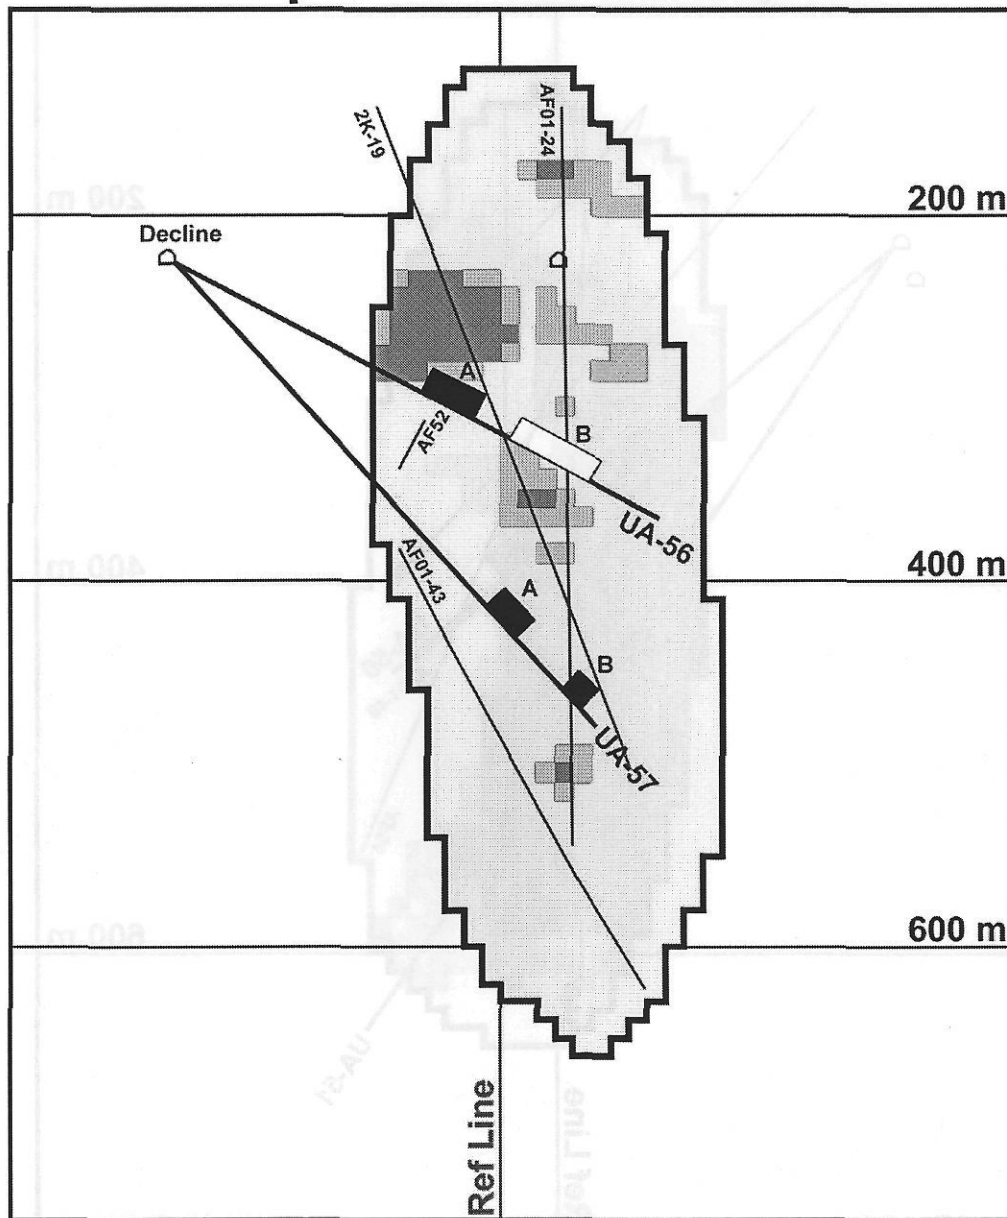 2K-19
AF01-24
200 m
Decline
A
AF52
B
UA-56
400 m
AF01-43
A
B
UA-57
600 m
Ref Line